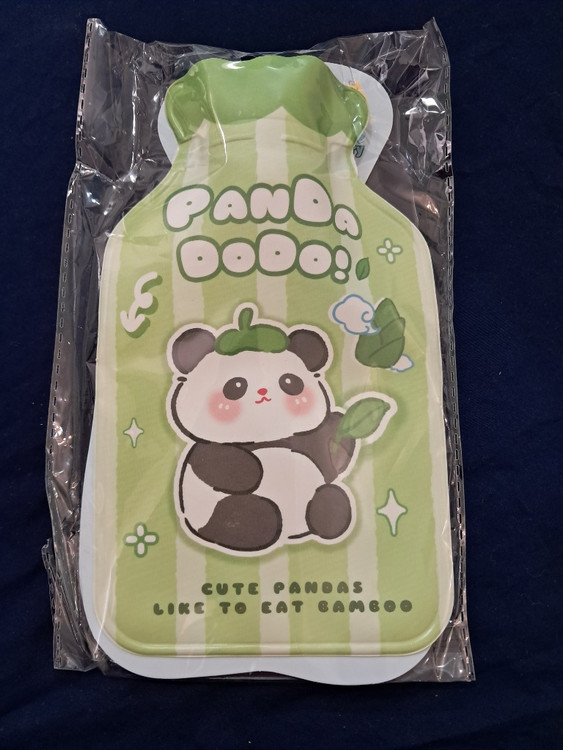 PANDA
DODO!
CUTE PANDAS
LIKE TO EAT BAMBOO